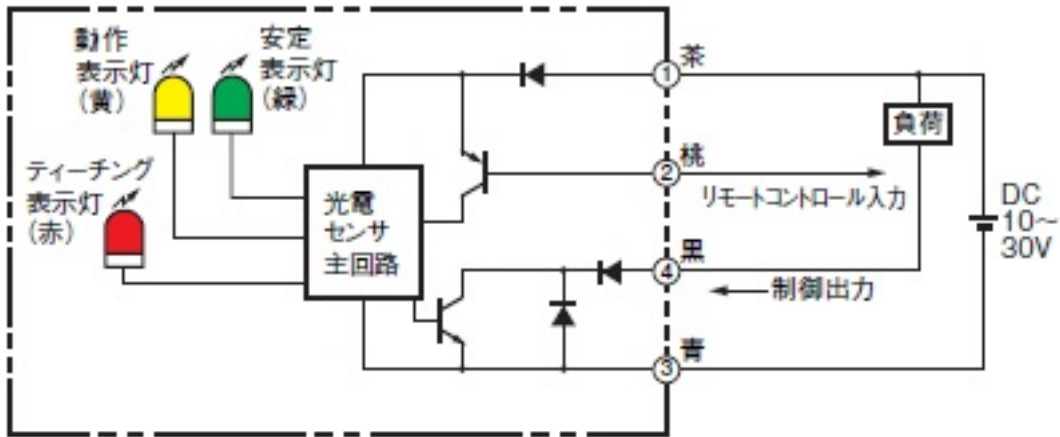 動作
表示灯
(黄)
安定
表示灯
(緑)
ティーチング
表示灯
(赤)
光電
センサ
主回路
① 茶
② 桃
リモートコントロール入力
④ 黒
制御出力
③ 青
負荷
DC
10～
30V